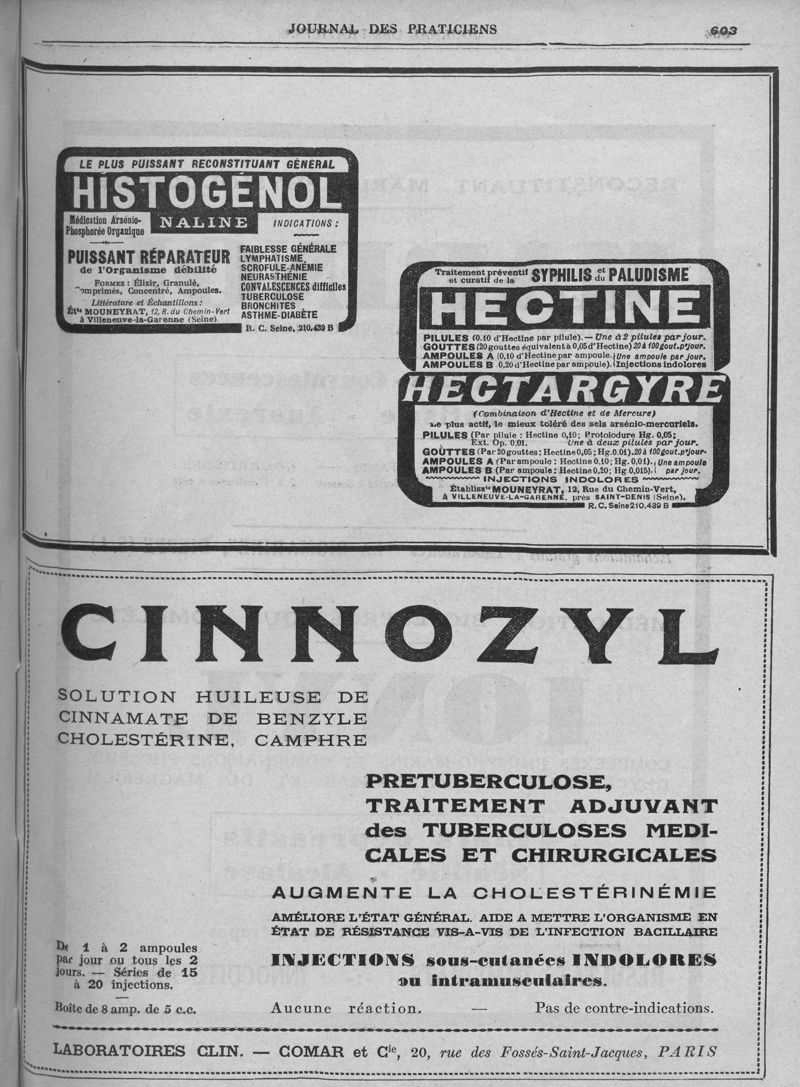 JOURNAL DES PRATICIENS
603
LE PLUS PUISSANT RECONSTITUANT GÉNÉRAL
HISTOGÉNOL
Médication Arsénio-
Phosphorée Organique
NALINE
INDICATIONS :
PUISSANT RÉPARATEUR
de l'Organisme débilité
FORMES : Élixir, Granulé,
Comprimés, Concentré, Ampoules.
Littérature et Échantillons :
Éts MOUNEYRAT, 12, R. du Chemin-Vert
à Villeneuve-la-Garenne (Seine)
FAIBLESSE GÉNÉRALE
LYMPHATISME
SCROFULE-ANÉMIE
NEURASTHÉNIE
CONVALESCENCES difficiles
TUBERCULOSE
BRONCHITES
ASTHME-DIABÈTE
R. C. Seine, 210.439 B
Traitement préventif
et curatif de la
SYPHILIS et du PALUDISME
HECTINE
PILULES (0.10 d'Hectine par pilule). — Une à 2 pilules par jour.
GOUTTES (20 gouttes équivalent à 0,05 d'Hectine) 20 à 100 gout. pr jour.
AMPOULES A (0,10 d'Hectine par ampoule. (Une ampoule par jour.
AMPOULES B 0,20 d'Hectine par ampoule). (Injections indolores
HECTARGYRE
(Combinaison d'Hectine et de Mercure)
Le plus actif, le mieux toléré des sels arsénio-mercuriels.
PILULES (Par pilule : Hectine 0,10; Protoiodure Hg. 0,05;
Ext. Op. 0,01. Une à deux pilules par jour.
GOUTTES (Par 20 gouttes; Hectine 0,05; Hg. 0.01). 20 à 100 gout. pr jour.
AMPOULES A (Par ampoule : Hectine 0,10; Hg. 0,01). (Une ampoule
AMPOULES B (Par ampoule : Hectine 0,20; Hg 0,015). ( par jour.
INJECTIONS INDOLORES
Établissts MOUNEYRAT, 12, Rue du Chemin-Vert,
à VILLENEUVE-LA-GARENNE, près SAINT-DENIS (Seine).
R. C. Seine 210.439 B
CINNOZYL
SOLUTION HUILEUSE DE
CINNAMATE DE BENZYLE
CHOLESTÉRINE, CAMPHRE
PRETUBERCULOSE,
TRAITEMENT ADJUVANT
des TUBERCULOSES MEDI-
CALES ET CHIRURGICALES
AUGMENTE LA CHOLESTÉRINÉMIE
AMÉLIORE L'ÉTAT GÉNÉRAL. AIDE A METTRE L'ORGANISME EN
ÉTAT DE RÉSISTANCE VIS-A-VIS DE L'INFECTION BACILLAIRE
De 1 à 2 ampoules
par jour ou tous les 2
jours. — Séries de 15
à 20 injections.
—
Boîte de 8 amp. de 5 c.c.
INJECTIONS sous-cutanées INDOLORES
ou intramusculaires.
Aucune réaction. — Pas de contre-indications.
LABORATOIRES CLIN. — COMAR et Cie, 20, rue des Fossés-Saint-Jacques, PARIS